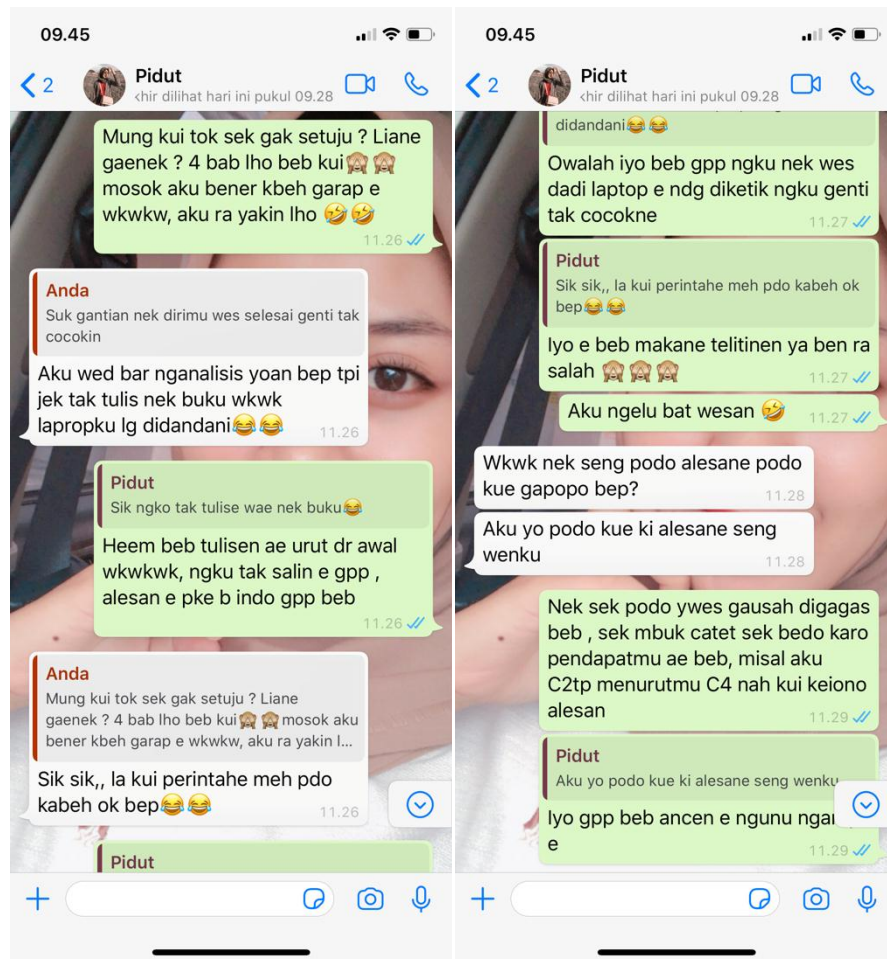 09.45
2
Pidut
khir dilihat hari ini pukul 09.28
Mung kui tok sek gak setuju ? Liane
gaenek ? 4 bab lho beb kui🙈🙈
mosok aku bener kbeh garap e
wkwkw, aku ra yakin lho 🤣🤣
11.26
Anda
Suk gantian nek dirimu wes selesai genti tak
cocokin
Aku wed bar nganalisis yoan bep tpi
jek tak tulis nek buku wkwk
lapropku lg didandani😂😂
11.26
Pidut
Sik ngko tak tulise wae nek buku😂
Heem beb tulisen ae urut dr awal
wkwkwk, ngku tak salin e gpp ,
alesan e pke b indo gpp beb
11.26
Anda
Mung kui tok sek gak setuju ? Liane
gaenek ? 4 bab lho beb kui🙈🙈mosok aku
bener kbeh garap e wkwkw, aku ra yakin l...
Sik sik,, la kui perintahe meh pdo
kabeh ok bep😂😂
11.26
Pidut
09.45
2
Pidut
khir dilihat hari ini pukul 09.28
didandani😂😂
Owalah iyo beb gpp ngku nek wes
dadi laptop e ndg diketik ngku genti
tak cocokne
11.27
Pidut
Sik sik,, la kui perintahe meh pdo kabeh ok
bep😂😂
Iyo e beb makane telitinen ya ben ra
salah 🙈🙈🙈
11.27
Aku ngelu bat wesan 🤣
11.27
Wkwk nek seng podo alesane podo
kue gapopo bep?
11.28
Aku yo podo kue ki alesane seng
wenku
11.28
Nek sek podo ywes gausah digagas
beb , sek mbuk catet sek bedo karo
pendapatmu ae beb, misal aku
C2tp menurutmu C4 nah kui keiono
alesan
11.29
Pidut
Aku yo podo kue ki alesane seng wenku
Iyo gpp beb ancen e ngunu
e
11.29